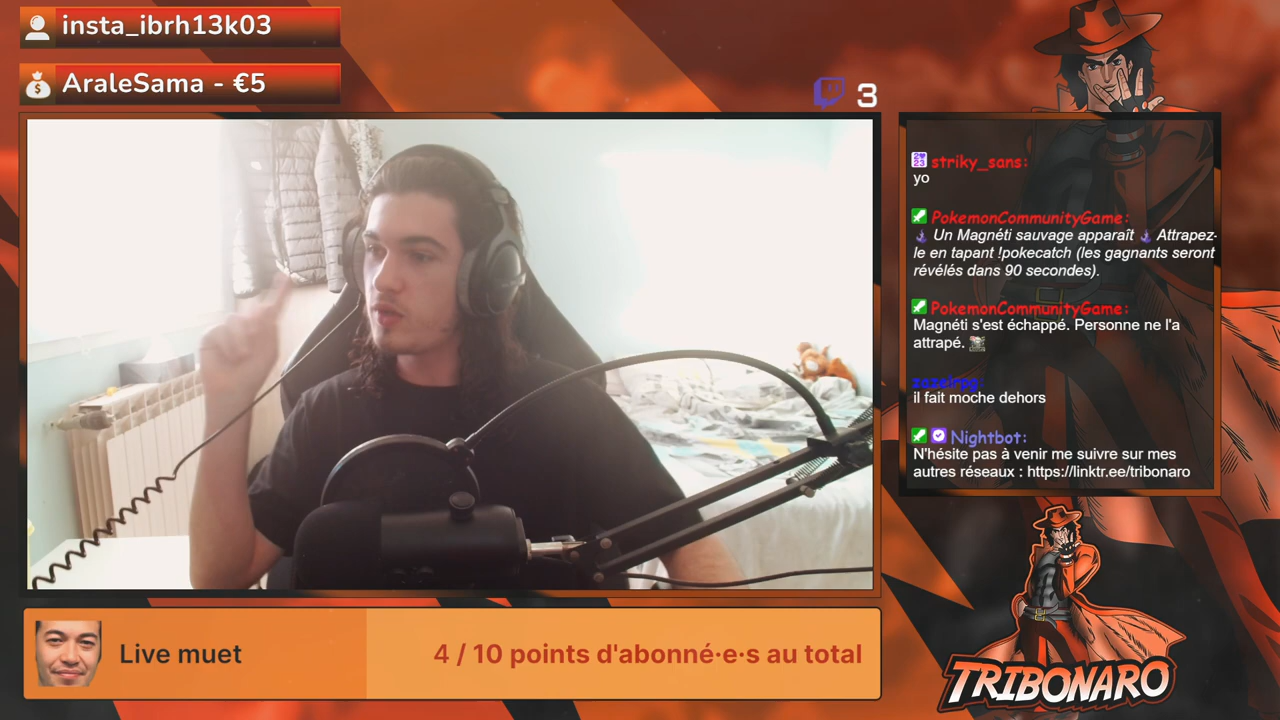 insta_ibrh13k03
AraleSama - €5
3
striky_sans:
yo
PokemonCommunityGame:
Un Magnéti sauvage apparaît Attrapez-
le en tapant !pokecatch (les gagnants seront
révélés dans 90 secondes).
PokemonCommunityGame:
Magnéti s'est échappé. Personne ne l'a
attrapé.
zazelrpg:
il fait moche dehors
Nightbot:
N'hésite pas à venir me suivre sur mes
autres réseaux : https://linktr.ee/tribonaro
Live muet
4 / 10 points d'abonné·e·s au total
TRIBONARO